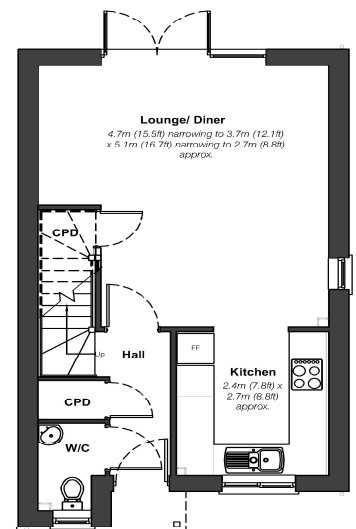 Lounge/ Diner
4.7m (15.5ft) narrowing to 3.7m (12.1ft)
x 5.1m (16.7ft) narrowing to 2.7m (8.8ft)
approx.
CPD
Up
Hall
FF
Kitchen
2.4m (7.8ft) x
2.7m (8.8ft)
approx.
CPD
W/C